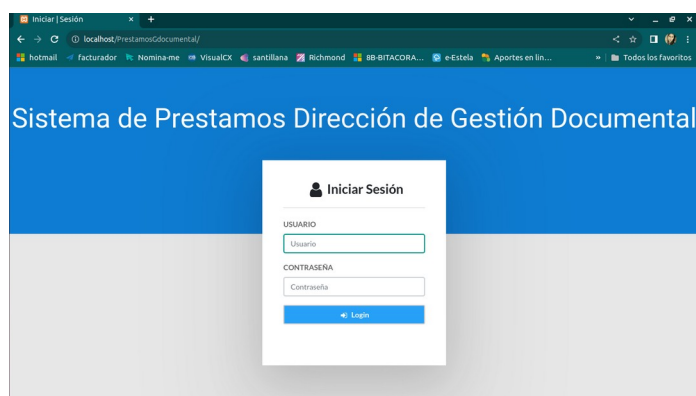 Iniciar | Sesión
localhost/PrestamosGdocumental/
hotmail facturador Nomina-me VisualCX santillana Richmond 8B-BITACORA... e-Estela Aportes en lin... » Todos los favoritos
Sistema de Prestamos Dirección de Gestión Documental
Iniciar Sesión
USUARIO
Usuario
CONTRASEÑA
Contraseña
Login